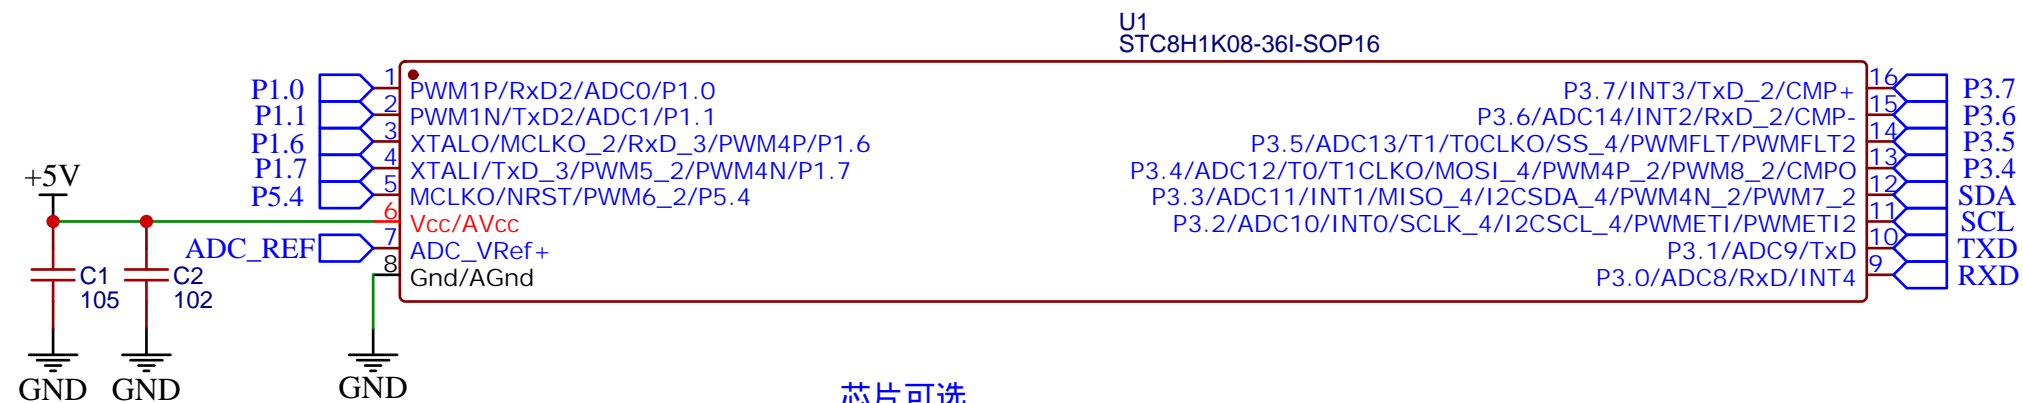 U1
STC8H1K08-36I-SOP16
P1.0 1 PWM1P/RxD2/ADC0/P1.0
P1.1 2 PWM1N/TxD2/ADC1/P1.1
P1.6 3 XTALO/MCLKO_2/RxD_3/PWM4P/P1.6
P1.7 4 XTALI/TxD_3/PWM5_2/PWM4N/P1.7
P5.4 5 MCLKO/NRST/PWM6_2/P5.4
+5V
6 Vcc/AVcc
ADC_REF 7 ADC_VRef+
8 Gnd/AGnd
P3.7/INT3/TxD_2/CMP+ 16 P3.7
P3.6/ADC14/INT2/RxD_2/CMP- 15 P3.6
P3.5/ADC13/T1/T0CLKO/SS_4/PWMFLT/PWMFLT2 14 P3.5
P3.4/ADC12/T0/T1CLKO/MOSI_4/PWM4P_2/PWM8_2/CMPO 13 P3.4
P3.3/ADC11/INT1/MISO_4/I2CSDA_4/PWM4N_2/PWM7_2 12 SDA
P3.2/ADC10/INT0/SCLK_4/I2CSCL_4/PWMETI/PWMETI2 11 SCL
P3.1/ADC9/TxD 10 TXD
P3.0/ADC8/RxD/INT4 9 RXD
C1
105
C2
102
GND
GND
GND
芯片可选